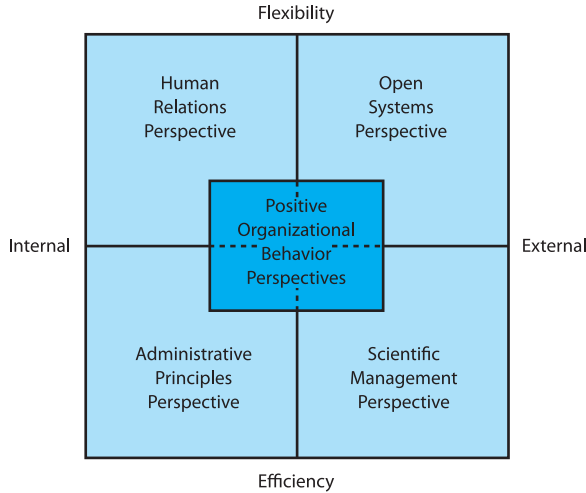 Flexibility
Human
Relations
Perspective
Open
Systems
Perspective
Positive
Organizational
Behavior
Perspectives
Internal
External
Administrative
Principles
Perspective
Scientific
Management
Perspective
Efficiency